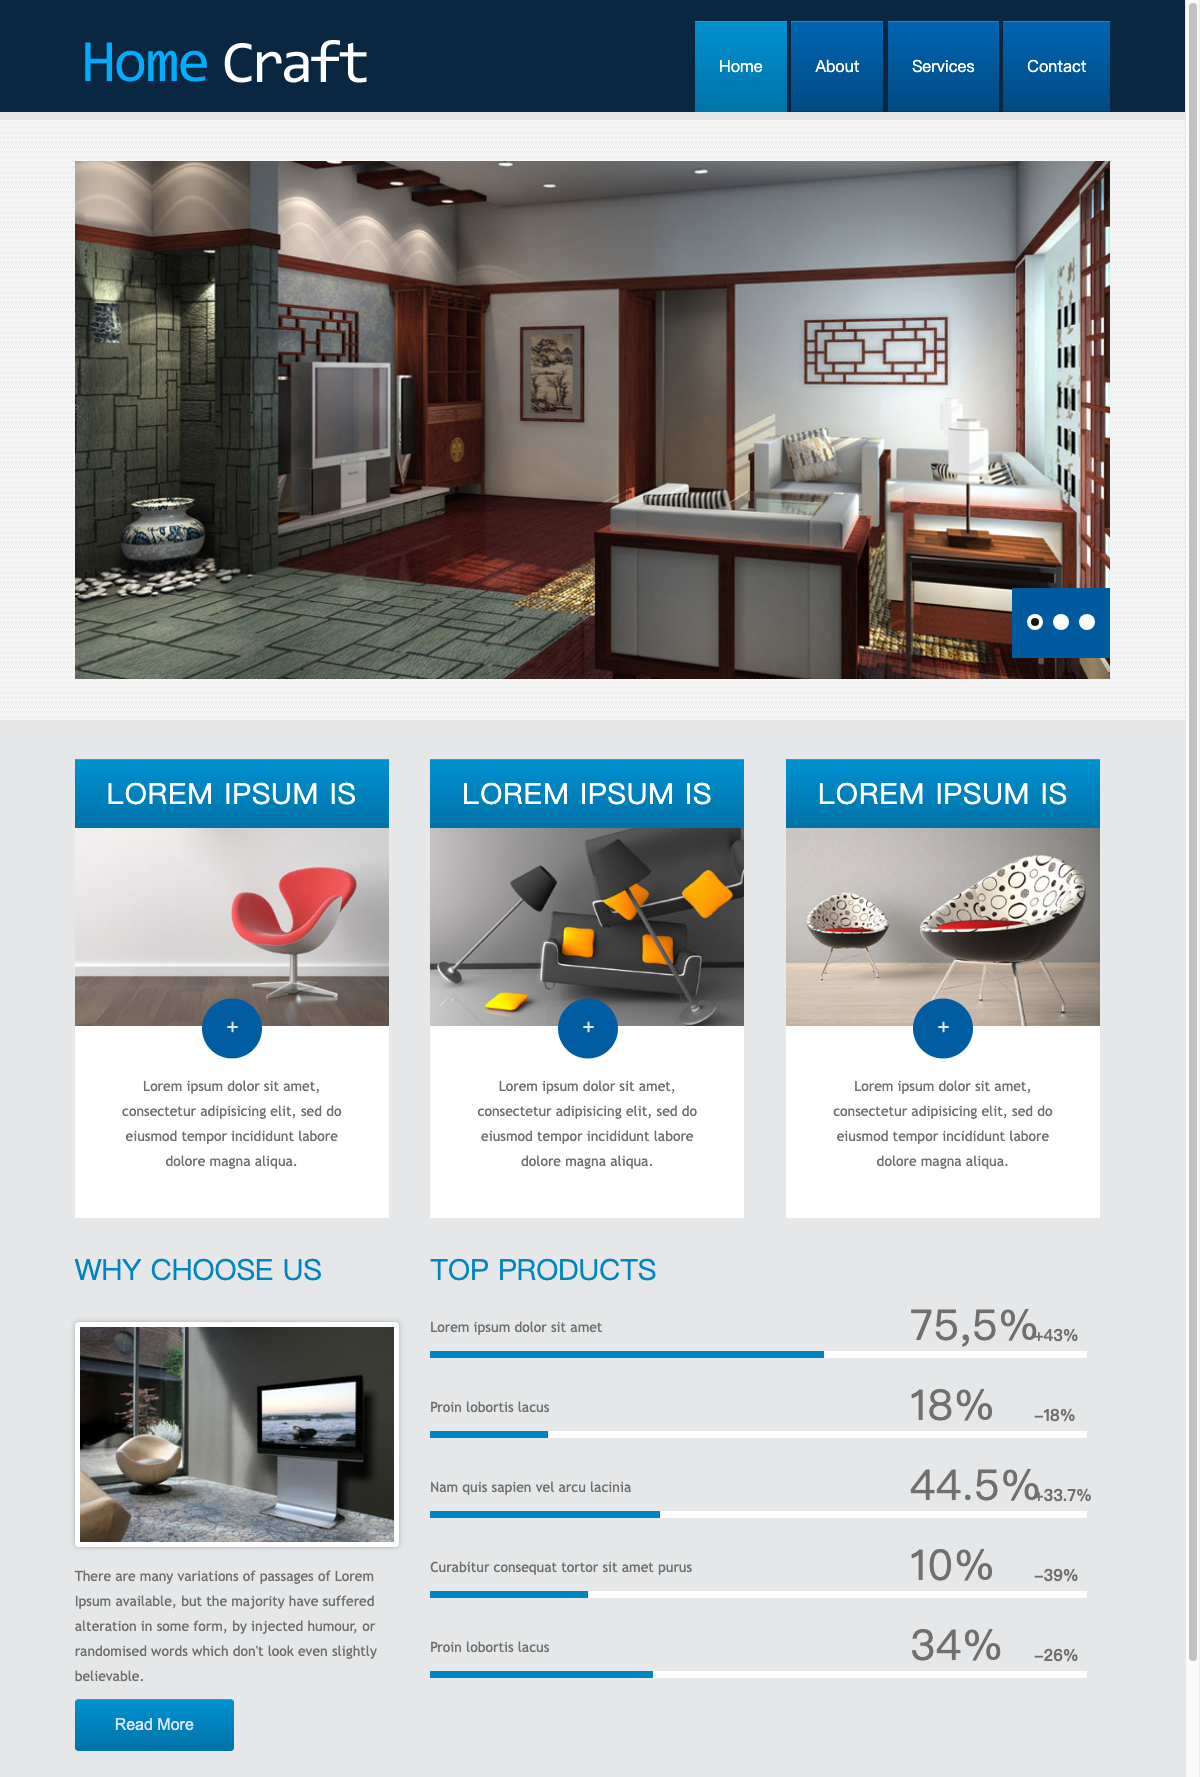 Home Craft
Home
About
Services
Contact
LOREM IPSUM IS
LOREM IPSUM IS
LOREM IPSUM IS
+
+
+
Lorem ipsum dolor sit amet,
consectetur adipisicing elit, sed do
eiusmod tempor incididunt labore
dolore magna aliqua.
Lorem ipsum dolor sit amet,
consectetur adipisicing elit, sed do
eiusmod tempor incididunt labore
dolore magna aliqua.
Lorem ipsum dolor sit amet,
consectetur adipisicing elit, sed do
eiusmod tempor incididunt labore
dolore magna aliqua.
WHY CHOOSE US
There are many variations of passages of Lorem
Ipsum available, but the majority have suffered
alteration in some form, by injected humour, or
randomised words which don't look even slightly
believable.
Read More
TOP PRODUCTS
Lorem ipsum dolor sit amet
75,5%
+43%
Proin lobortis lacus
18%
–18%
Nam quis sapien vel arcu lacinia
44.5%
+33.7%
Curabitur consequat tortor sit amet purus
10%
–39%
Proin lobortis lacus
34%
–26%